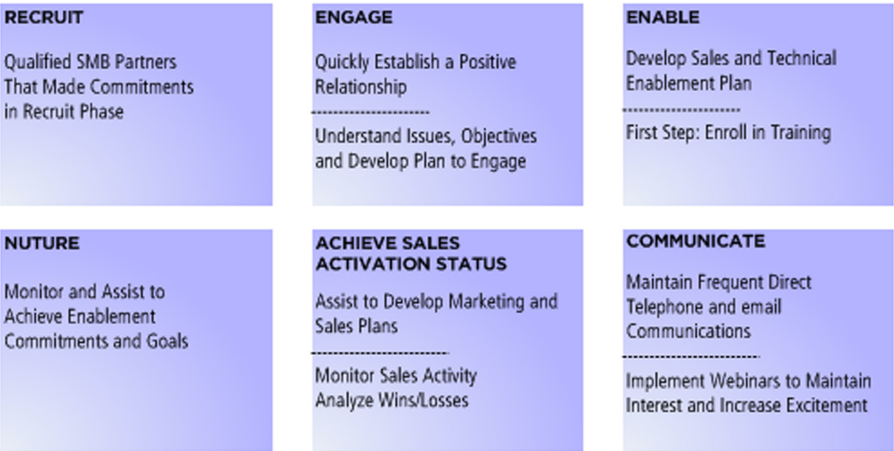 RECRUIT
Qualified SMB Partners
That Made Commitments
in Recruit Phase
ENGAGE
Quickly Establish a Positive
Relationship
Understand Issues, Objectives
and Develop Plan to Engage
ENABLE
Develop Sales and Technical
Enablement Plan
First Step: Enroll in Training
NUTURE
Monitor and Assist to
Achieve Enablement
Commitments and Goals
ACHIEVE SALES
ACTIVATION STATUS
Assist to Develop Marketing and
Sales Plans
Monitor Sales Activity
Analyze Wins/Losses
COMMUNICATE
Maintain Frequent Direct
Telephone and email
Communications
Implement Webinars to Maintain
Interest and Increase Excitement